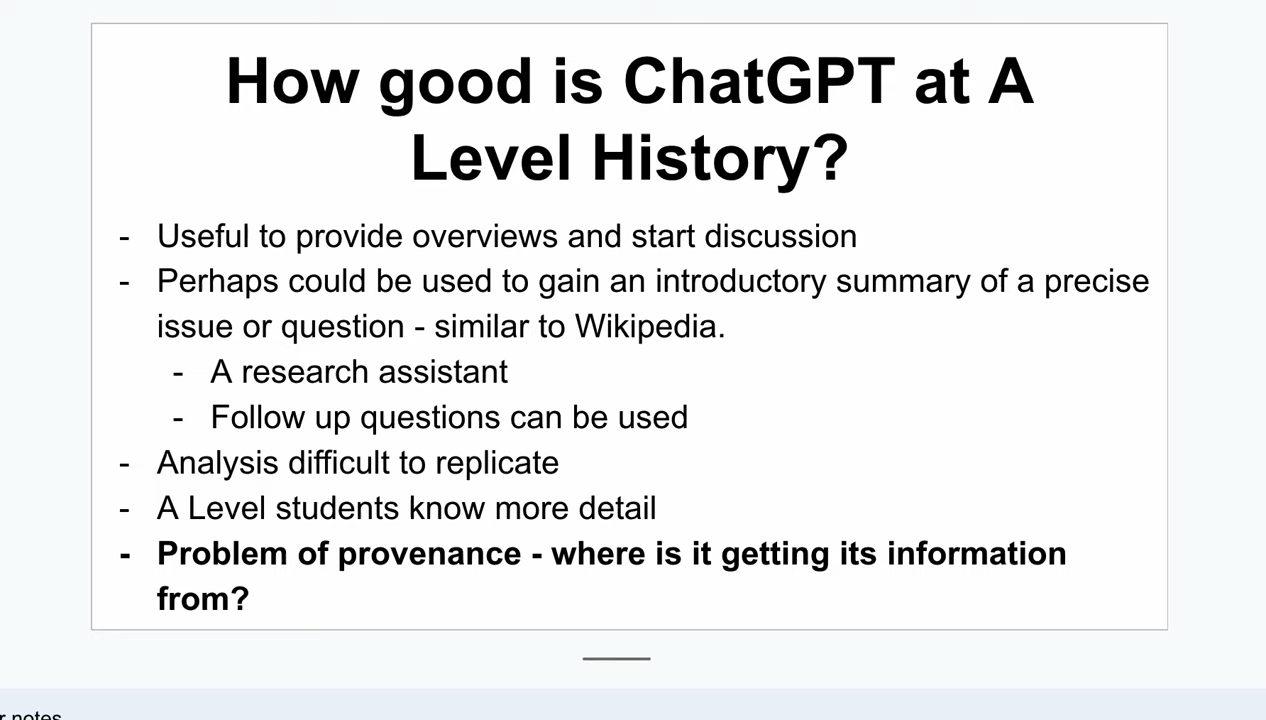 How good is ChatGPT at A
Level History?
- Useful to provide overviews and start discussion
- Perhaps could be used to gain an introductory summary of a precise
issue or question - similar to Wikipedia.
- A research assistant
- Follow up questions can be used
- Analysis difficult to replicate
- A Level students know more detail
- Problem of provenance - where is it getting its information
from?
notes